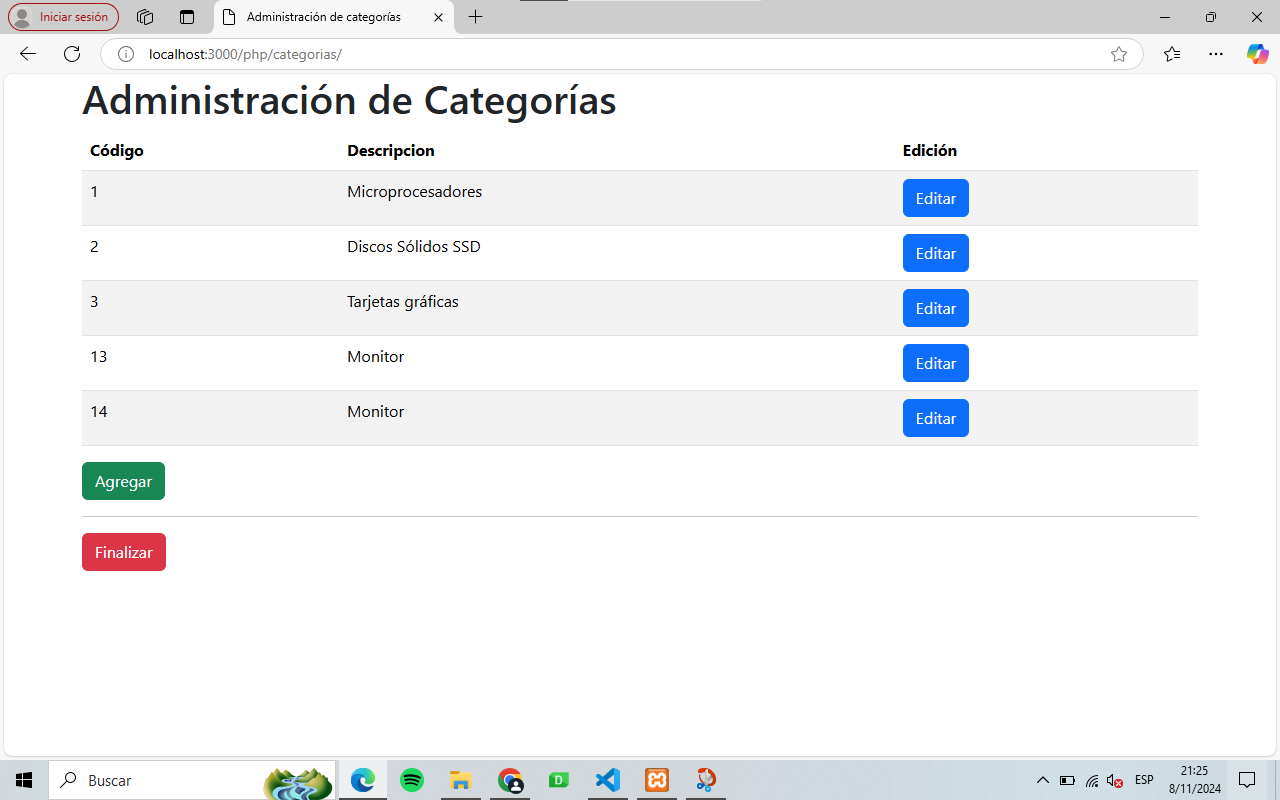 Iniciar sesión
Administración de categorías
localhost:3000/php/categorias/
Administración de Categorías
Código Descripcion Edición
1 Microprocesadores Editar
2 Discos Sólidos SSD Editar
3 Tarjetas gráficas Editar
13 Monitor Editar
14 Monitor Editar
Agregar
Finalizar
Buscar
D
ESP
21:25
8/11/2024